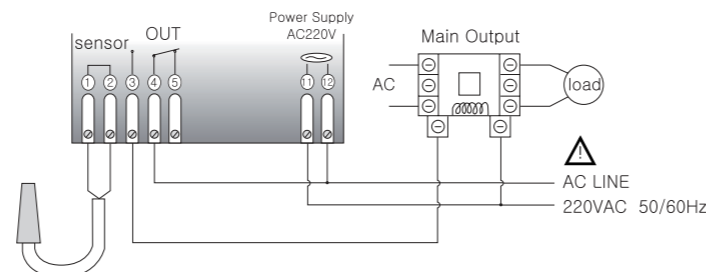 Power Supply
AC220V
sensor OUT
Main Output
1 2 3 4 5 11 12
AC
load
AC LINE
220VAC 50/60Hz